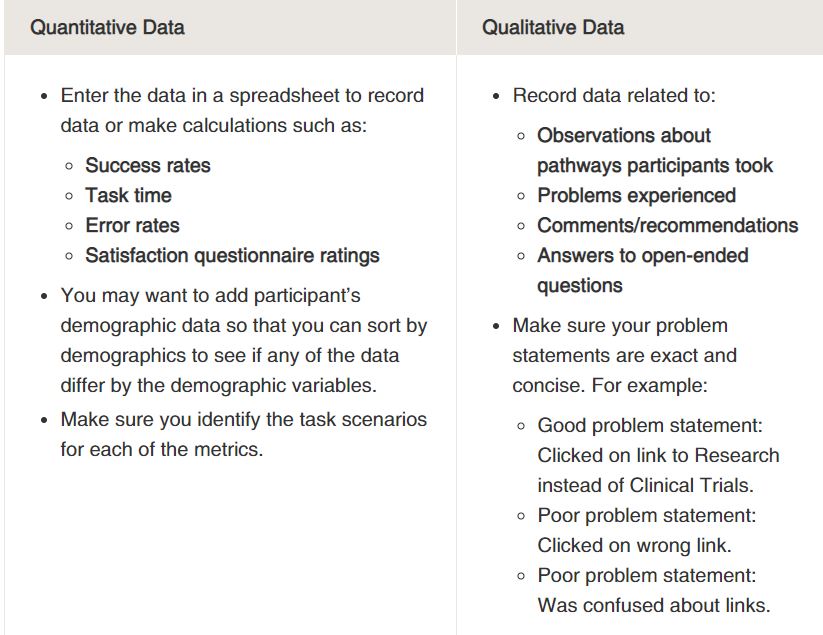 Quantitative Data
Enter the data in a spreadsheet to record
data or make calculations such as:
Success rates
Task time
Error rates
Satisfaction questionnaire ratings
You may want to add participant’s
demographic data so that you can sort by
demographics to see if any of the data
differ by the demographic variables.
Make sure you identify the task scenarios
for each of the metrics.
Qualitative Data
Record data related to:
Observations about
pathways participants took
Problems experienced
Comments/recommendations
Answers to open-ended
questions
Make sure your problem
statements are exact and
concise. For example:
Good problem statement:
Clicked on link to Research
instead of Clinical Trials.
Poor problem statement:
Clicked on wrong link.
Poor problem statement:
Was confused about links.